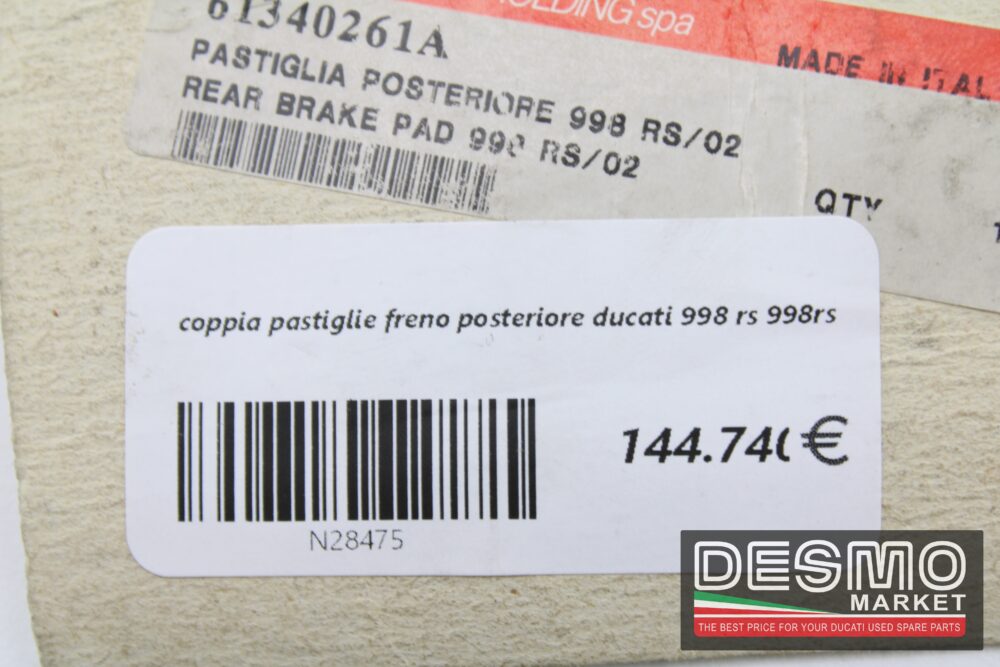 61340261A
HOLDING spa
MADE IN ITAL
PASTIGLIA POSTERIORE 998 RS/02
REAR BRAKE PAD 998 RS/02
QTY
coppia pastiglie freno posteriore ducati 998 rs 998rs
144.740€
N28475
DESMO
MARKET
THE BEST PRICE FOR YOUR DUCATI USED SPARE PARTS